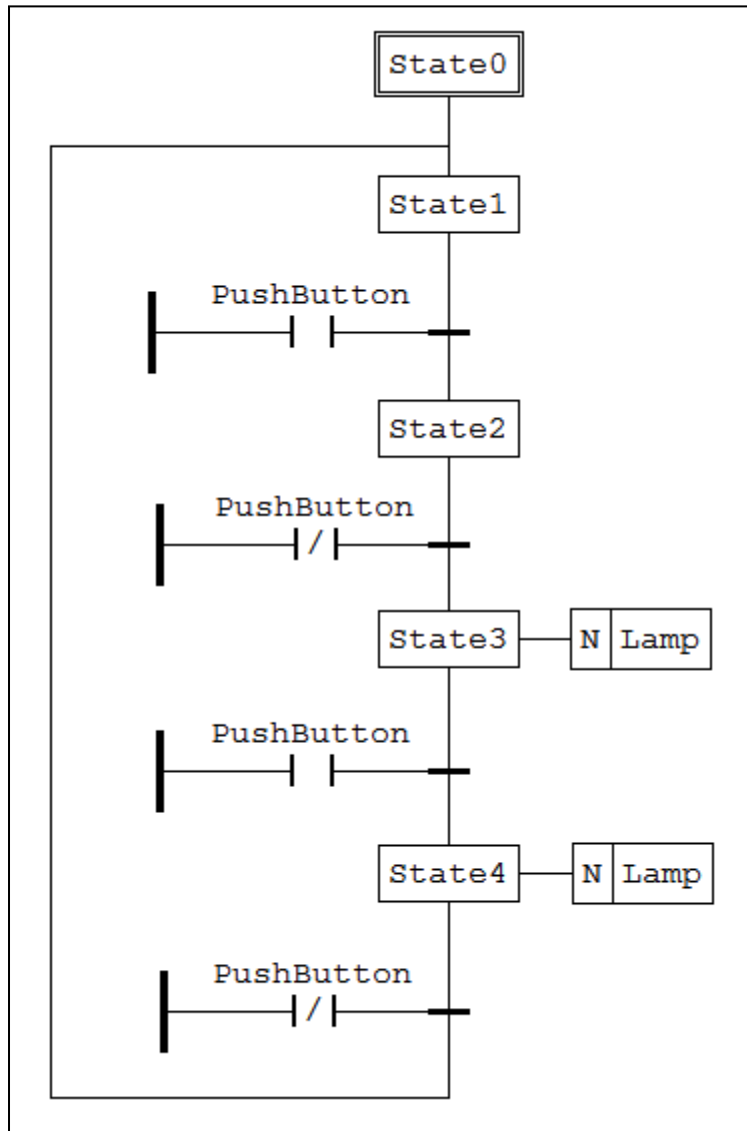 State0
State1
PushButton
State2
PushButton
/
State3 N Lamp
PushButton
State4 N Lamp
PushButton
/